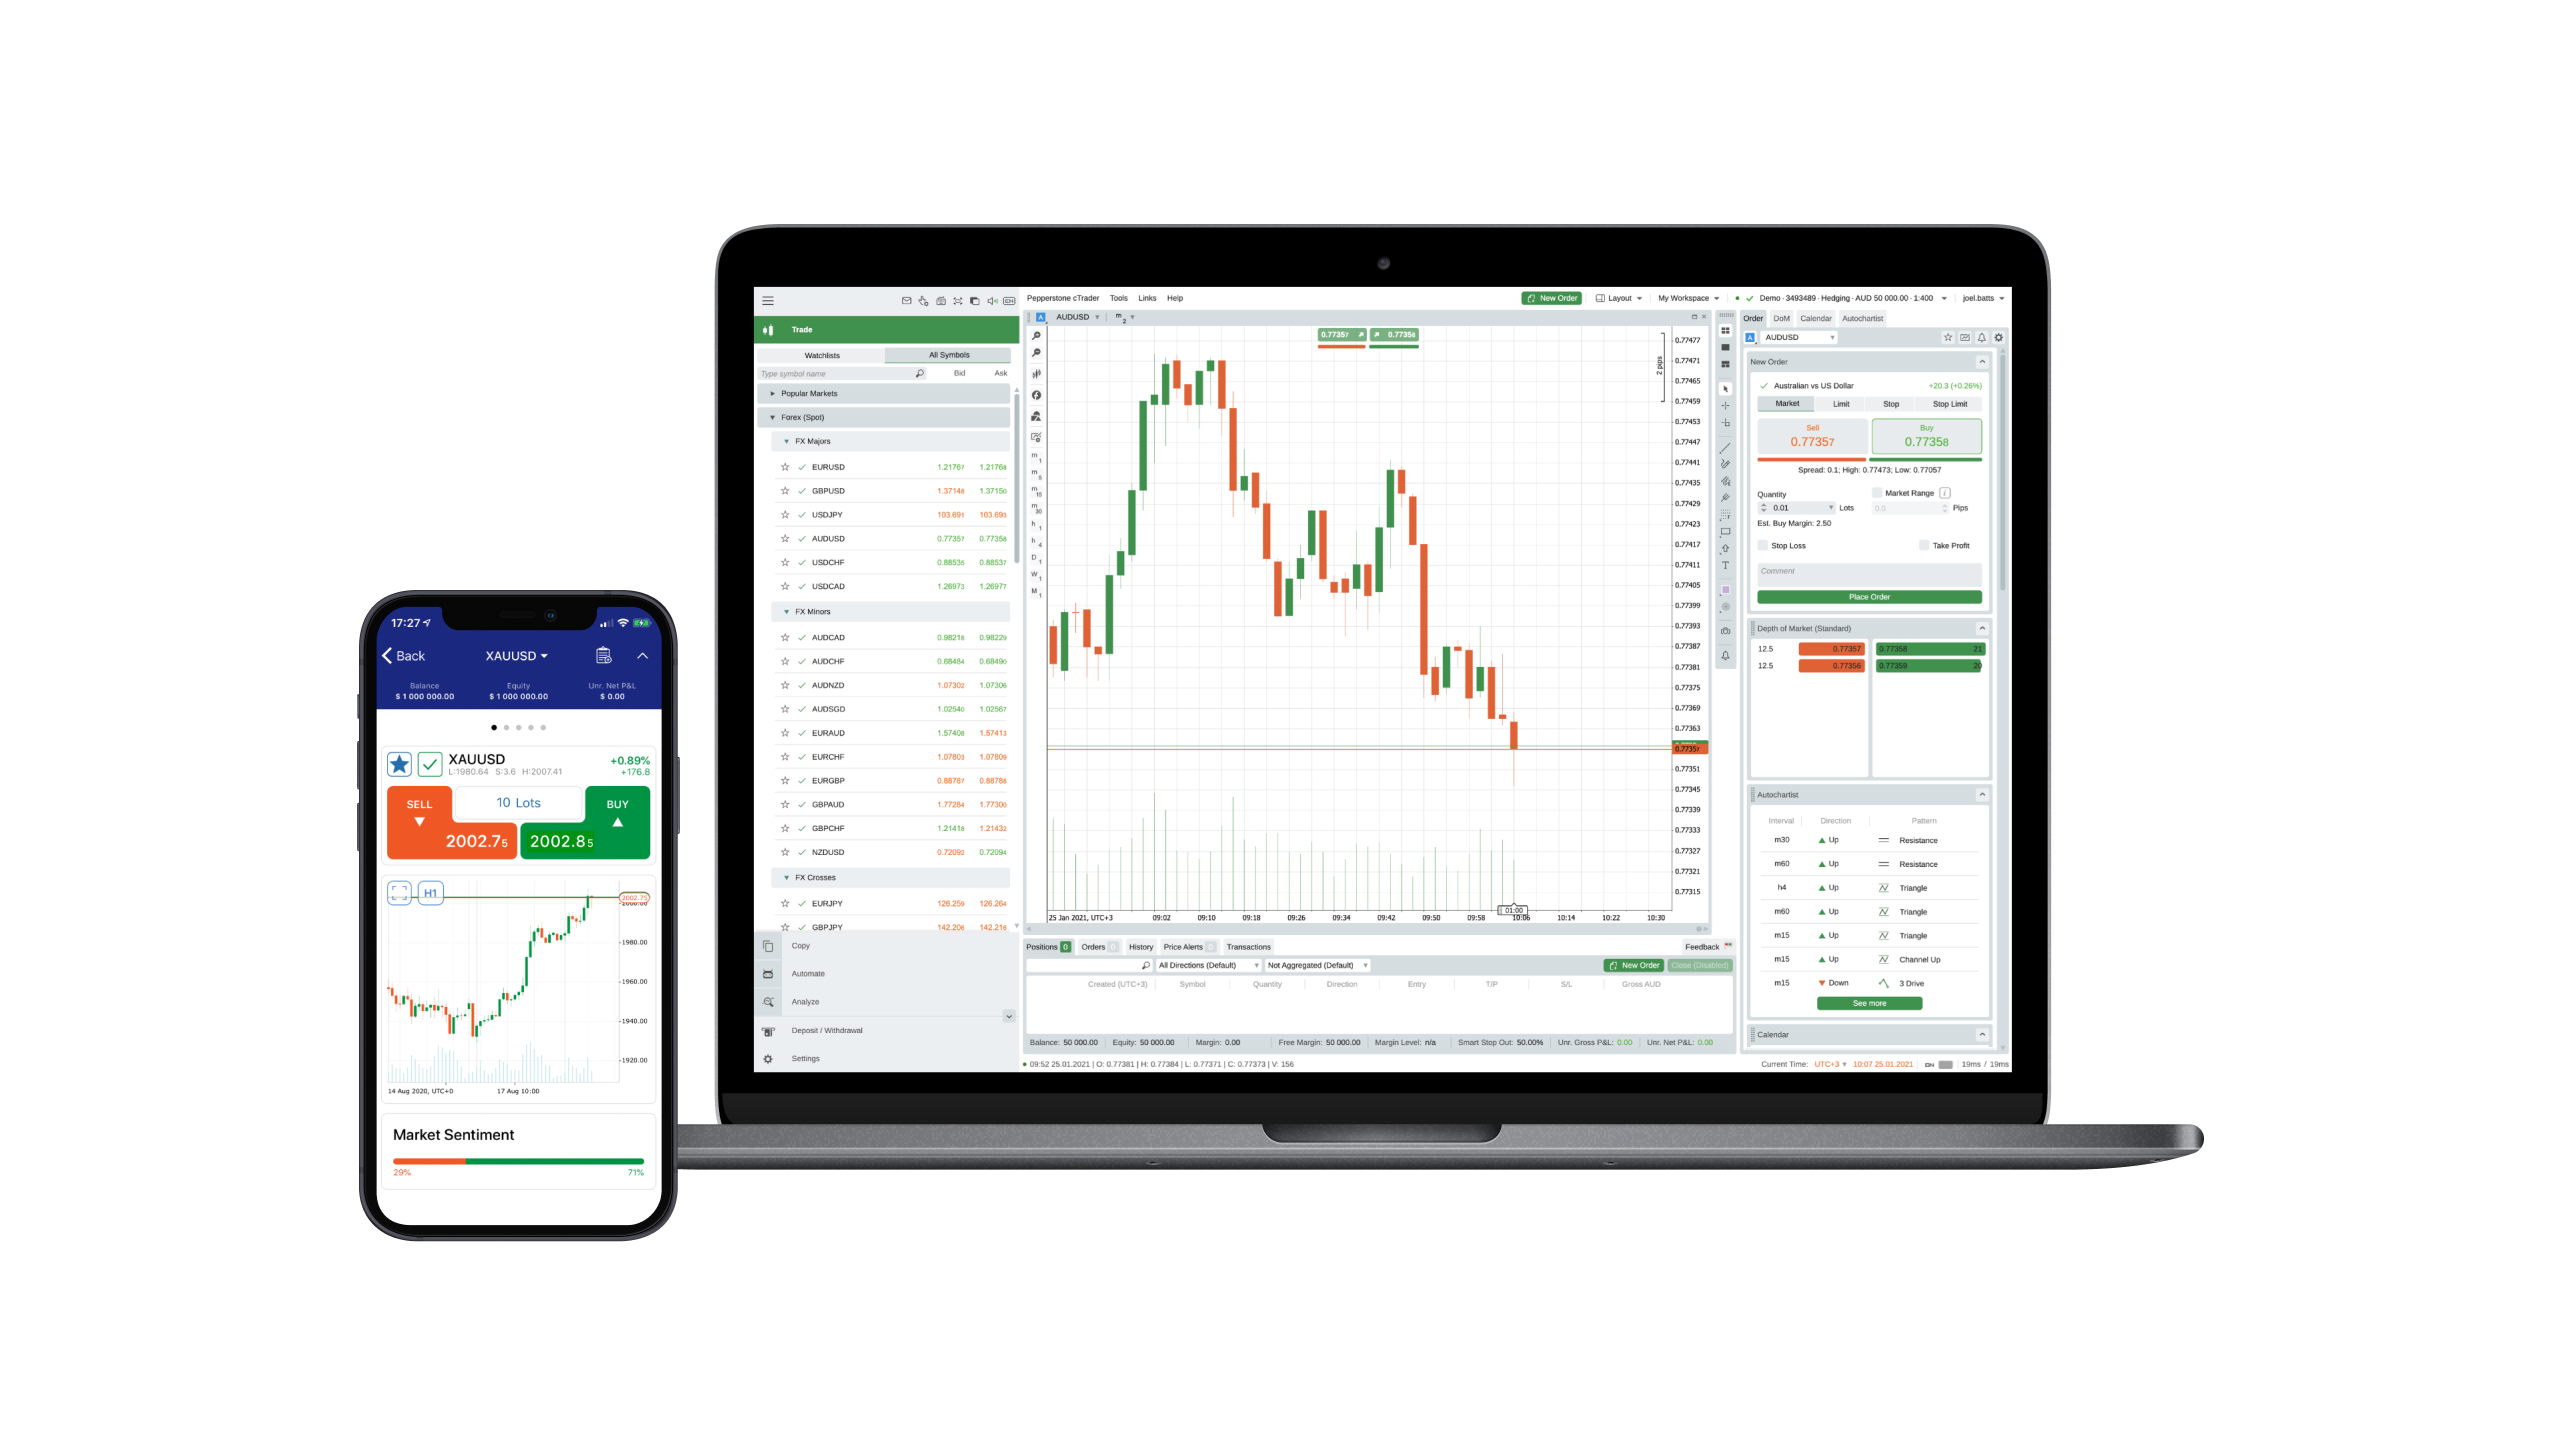 17:27
Back
XAUUSD
Balance
Equity
Unr. Net P&L
$ 1 000 000.00
$ 1 000 000.00
$ 0.00
XAUUSD
+0.89%
L:1980.64 S:3.6 H:2007.41
+176.8
SELL
10 Lots
BUY
2002.75
2002.85
H1
2002.75
1980.00
1960.00
1940.00
1920.00
14 Aug 2020, UTC+0
17 Aug 10:00
Market Sentiment
29%
71%
Trade
Watchlists
All Symbols
Type symbol name
Bid
Ask
Popular Markets
Forex (Spot)
FX Majors
EURUSD 1.21767 1.21768
GBPUSD 1.37148 1.37150
USDJPY 103.691 103.693
AUDUSD 0.77357 0.77358
USDCHF 0.88535 0.88537
USDCAD 1.26973 1.26977
FX Minors
AUDCAD 0.98218 0.98229
AUDCHF 0.68484 0.68490
AUDNZD 1.07302 1.07306
AUDSGD 1.02540 1.02567
EURAUD 1.57408 1.57413
EURCHF 1.07803 1.07809
EURGBP 0.88787 0.88788
GBPAUD 1.77284 1.77300
GBPCHF 1.21418 1.21432
NZDUSD 0.72092 0.72094
FX Crosses
EURJPY 126.259 126.264
GBPJPY 142.206 142.216
Copy
Automate
Analyze
Deposit / Withdrawal
Settings
Pepperstone cTrader Tools Links Help
New Order
Layout
My Workspace
Demo · 3493489 · Hedging · AUD 50 000.00 · 1:400
joel.batts
AUDUSD
m2
0.77357
0.77358
m1
m5
m15
m30
h1
h4
D1
W1
M1
2 pips
0.77477
0.77471
0.77465
0.77459
0.77453
0.77447
0.77441
0.77435
0.77429
0.77423
0.77417
0.77411
0.77405
0.77399
0.77393
0.77387
0.77381
0.77375
0.77369
0.77363
0.77357
0.77351
0.77345
0.77339
0.77333
0.77327
0.77321
0.77315
01:00
25 Jan 2021, UTC+3 09:02 09:10 09:18 09:26 09:34 09:42 09:50 09:58 10:06 10:14 10:22 10:30
Positions 0 Orders 0 History Price Alerts 0 Transactions
Feedback
All Directions (Default)
Not Aggregated (Default)
New Order
Close (Disabled)
Created (UTC+3) Symbol Quantity Direction Entry T/P S/L Gross AUD
Balance: 50 000.00 Equity: 50 000.00 Margin: 0.00 Free Margin: 50 000.00 Margin Level: n/a Smart Stop Out: 50.00% Unr. Gross P&L: 0.00 Unr. Net P&L: 0.00
09:52 25.01.2021 | O: 0.77381 | H: 0.77384 | L: 0.77371 | C: 0.77373 | V: 156
Current Time: UTC+3 10:07 25.01.2021
19ms / 19ms
Order DoM Calendar Autochartist
AUDUSD
New Order
Australian vs US Dollar
+20.3 (+0.26%)
Market Limit Stop Stop Limit
Sell
0.77357
Buy
0.77358
Spread: 0.1; High: 0.77473; Low: 0.77057
Quantity
Market Range
0.01
Lots
0.0
Pips
Est. Buy Margin: 2.50
Stop Loss
Take Profit
Comment
Place Order
Depth of Market (Standard)
12.5 0.77357 0.77358 21
12.5 0.77356 0.77359 20
Autochartist
Interval Direction Pattern
m30 Up Resistance
m60 Up Resistance
h4 Up Triangle
m60 Up Triangle
m15 Up Triangle
m15 Up Channel Up
m15 Down 3 Drive
See more
Calendar